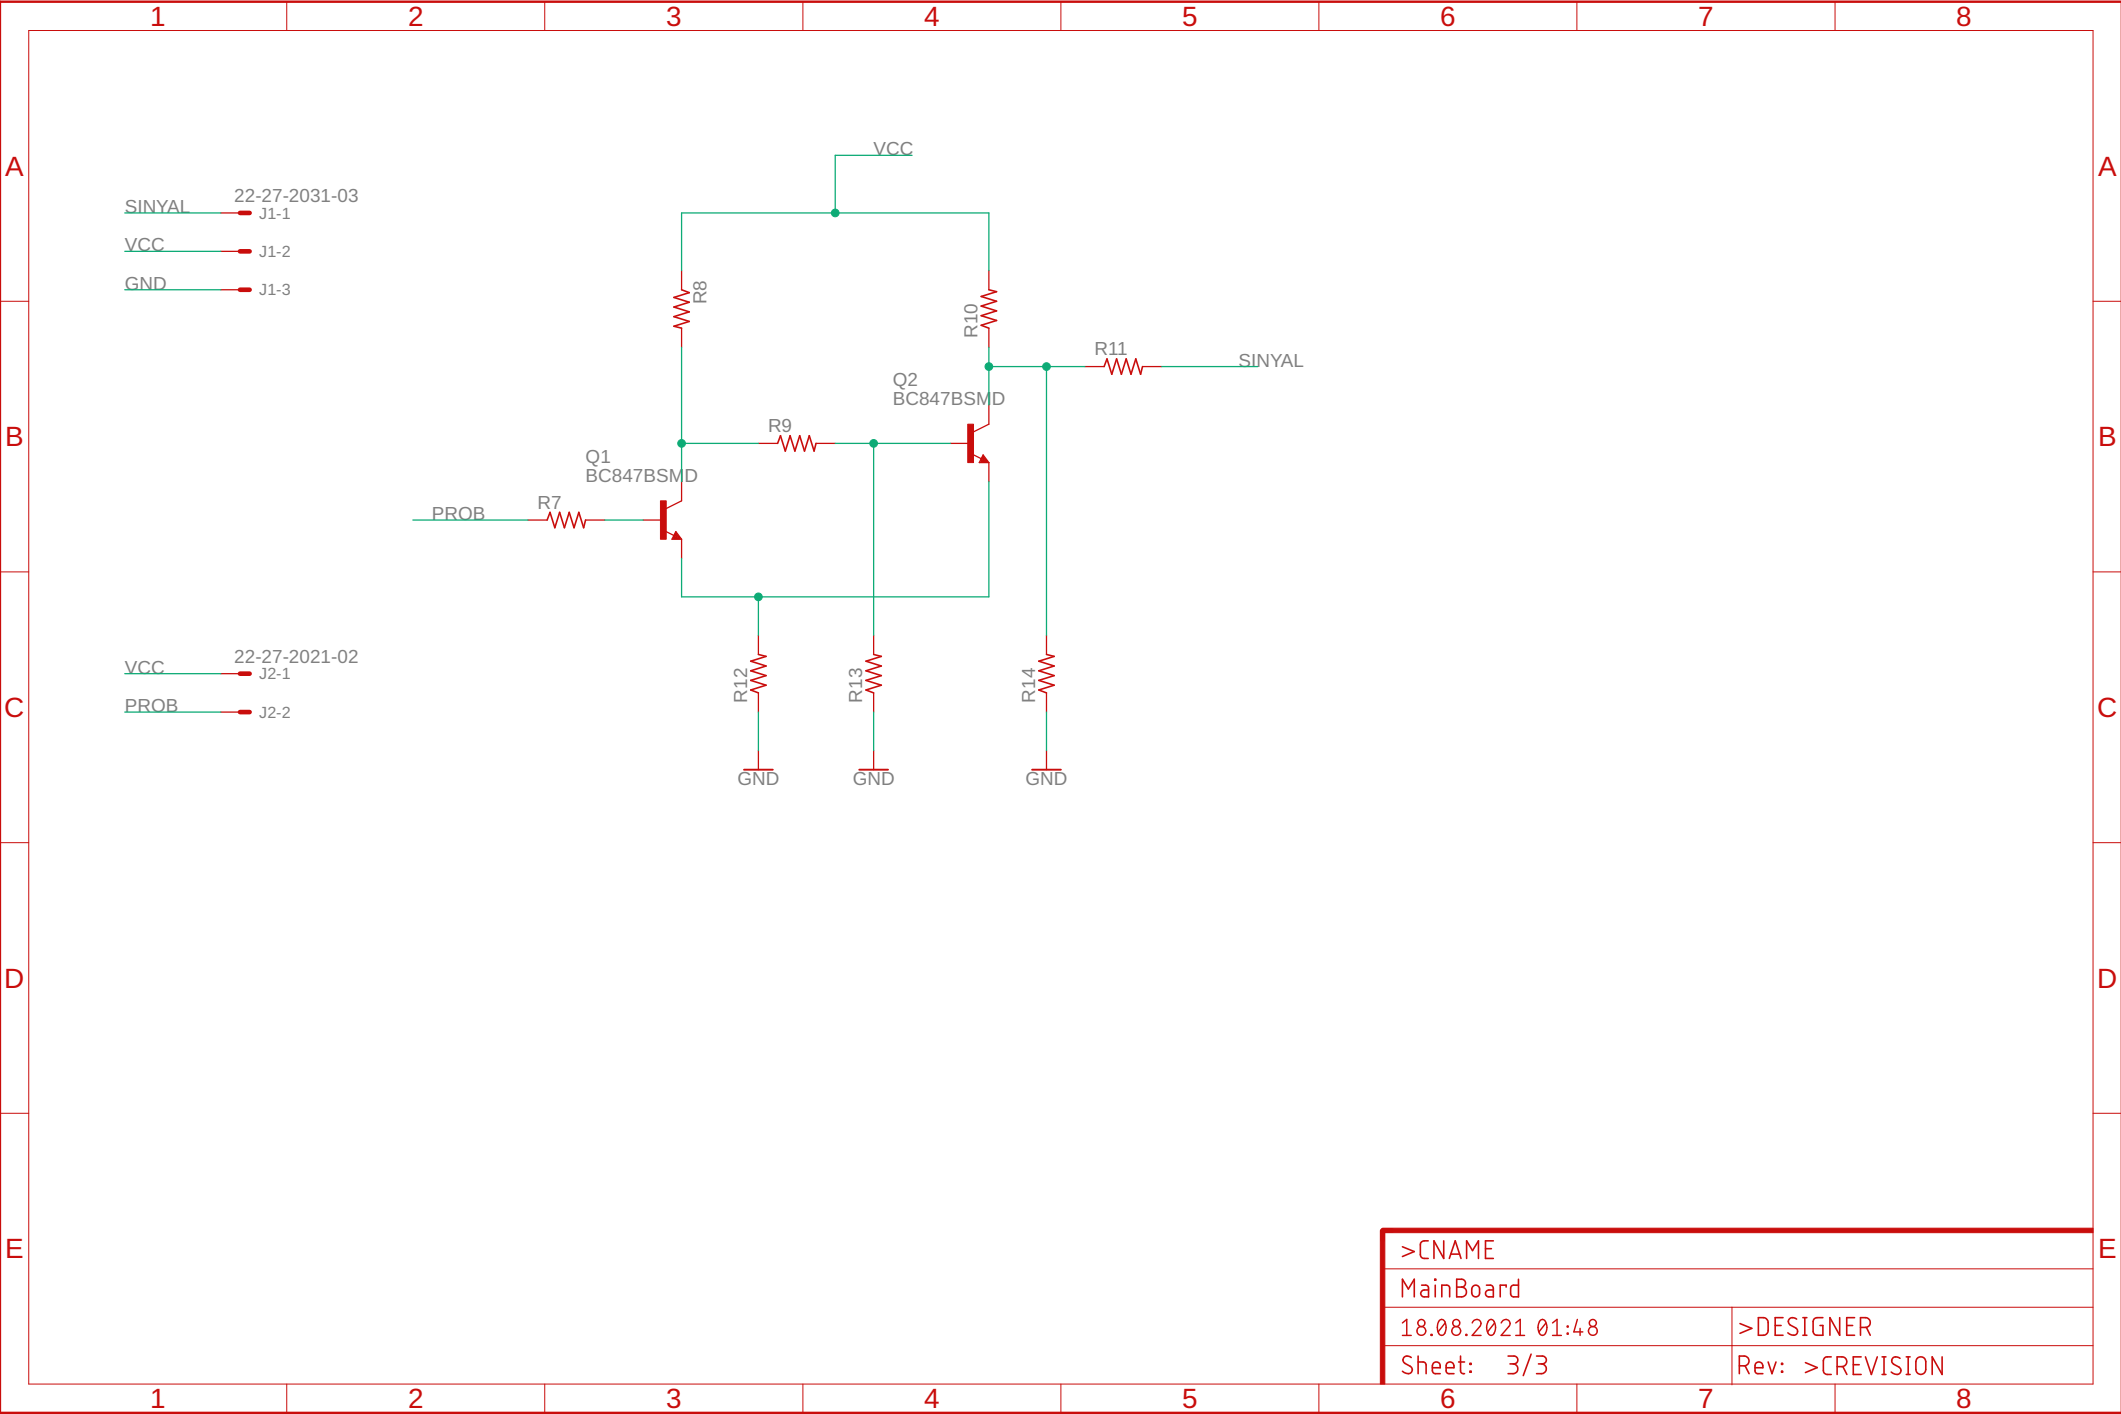 1 2 3 4 5 6 7 8
A A
VCC
22-27-2031-03
SINYAL J1-1
VCC J1-2
GND J1-3
R8
R10
R11
SINYAL
Q2
BC847BSMD
R9
B B
Q1
BC847BSMD
R7
PROB
22-27-2021-02
VCC J2-1
PROB J2-2
R12
R13
R14
C C
GND GND GND
D D
E E
>CNAME
MainBoard
18.08.2021 01:48 >DESIGNER
Sheet: 3/3 Rev: >CREVISION
1 2 3 4 5 6 7 8